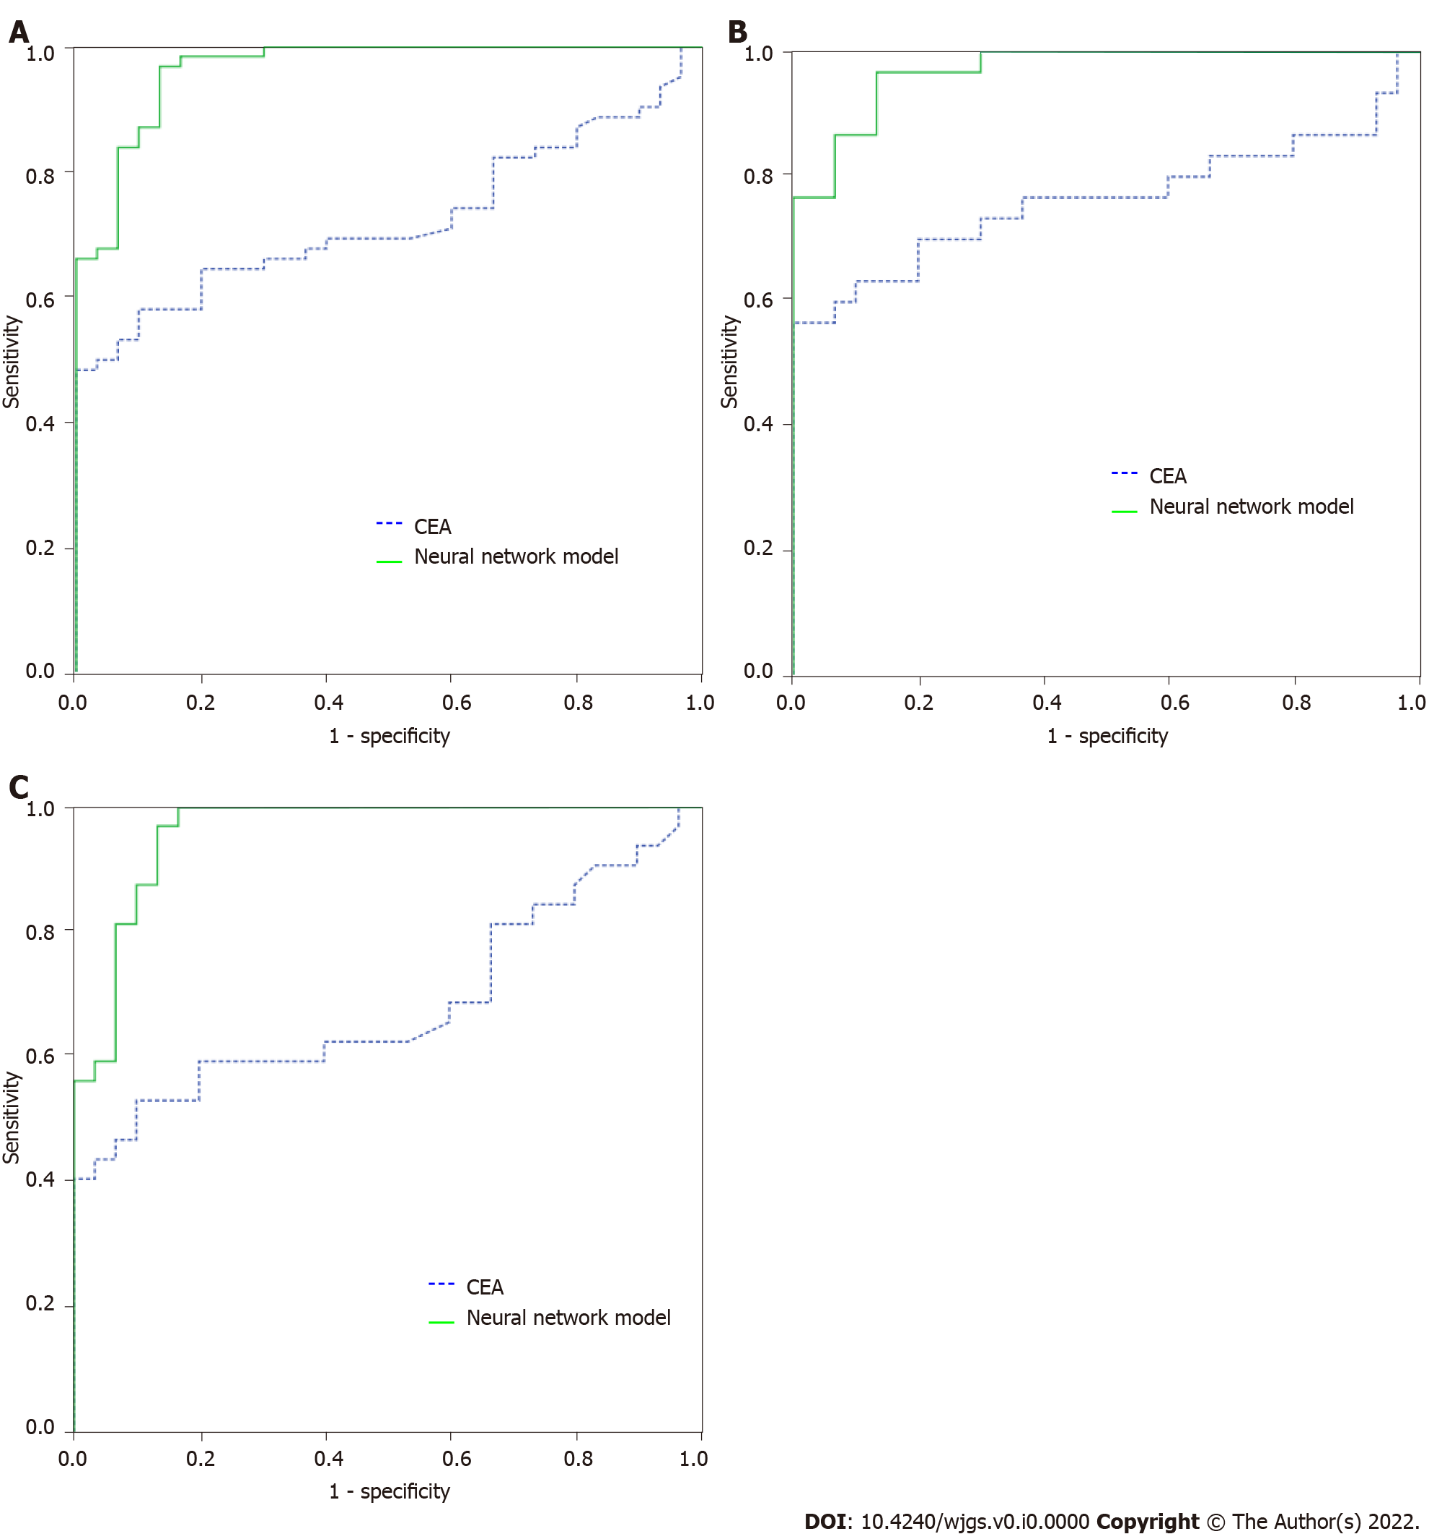 A
1.0
0.8
0.6
0.4
0.2
0.0
Sensitivity
CEA
Neural network model
0.0 0.2 0.4 0.6 0.8 1.0
1 - specificity
B
1.0
0.8
0.6
0.4
0.2
0.0
Sensitivity
CEA
Neural network model
0.0 0.2 0.4 0.6 0.8 1.0
1 - specificity
C
1.0
0.8
0.6
0.4
0.2
0.0
Sensitivity
CEA
Neural network model
0.0 0.2 0.4 0.6 0.8 1.0
1 - specificity
DOI: 10.4240/wjgs.v0.i0.0000 Copyright © The Author(s) 2022.